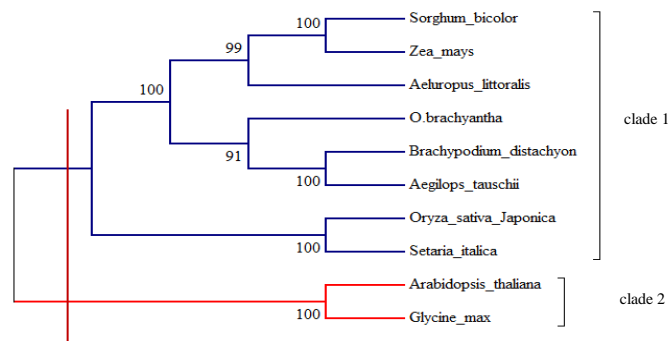 100
Sorghum_bicolor
Zea_mays
99
Aeluropus_littoralis
100
O.brachyantha
clade 1
91
Brachypodium_distachyon
100
Aegilops_tauschii
Oryza_sativa_Japonica
100
Setaria_italica
Arabidopsis_thaliana
clade 2
100
Glycine_max